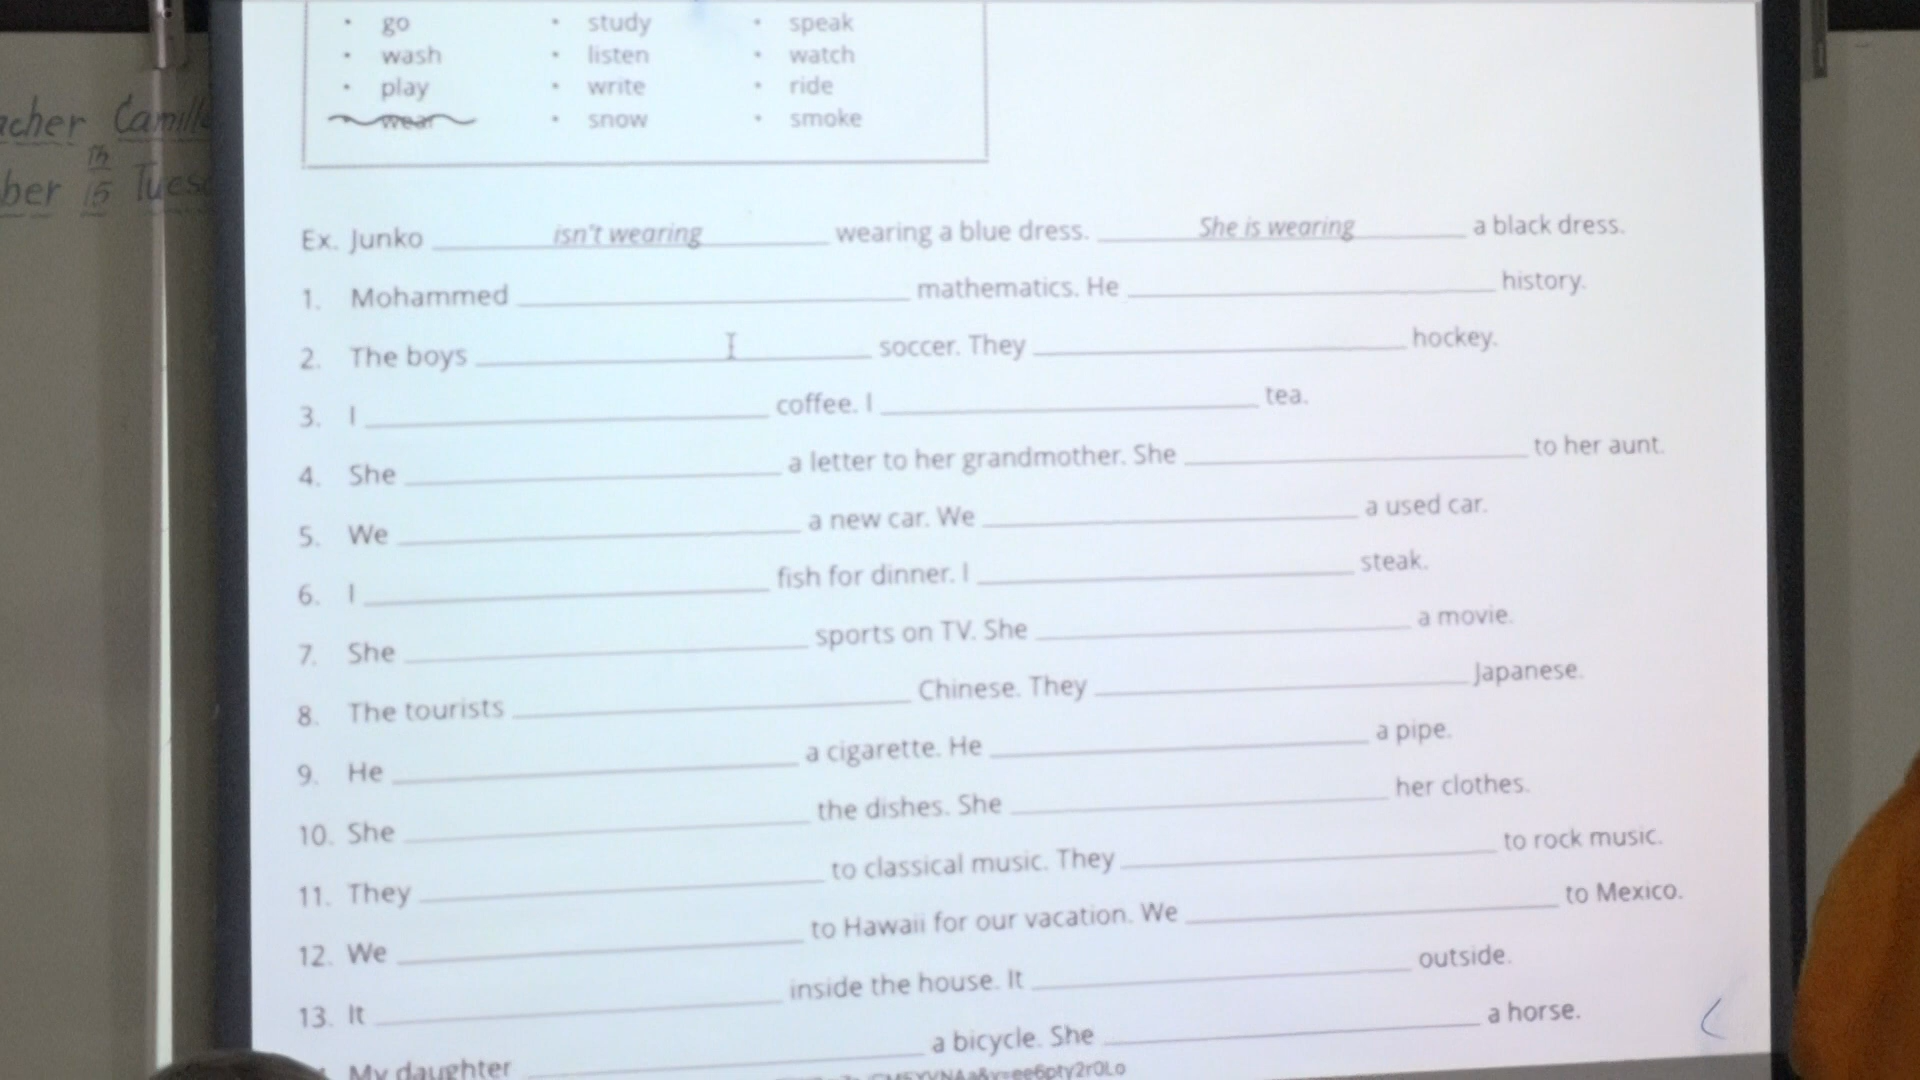 go study speak
wash listen watch
play write ride
wear snow smoke
acher Camill
ber 15th Tues
Ex. Junko isn't wearing wearing a blue dress. She is wearing a black dress.
1. Mohammed mathematics. He history.
2. The boys soccer. They hockey.
3. I coffee. I tea.
4. She a letter to her grandmother. She to her aunt.
5. We a new car. We a used car.
6. I fish for dinner. I steak.
7. She sports on TV. She a movie.
8. The tourists Chinese. They Japanese.
9. He a cigarette. He a pipe.
10. She the dishes. She her clothes.
11. They to classical music. They to rock music.
12. We to Hawaii for our vacation. We to Mexico.
13. It inside the house. It outside.
My daughter a bicycle. She a horse.